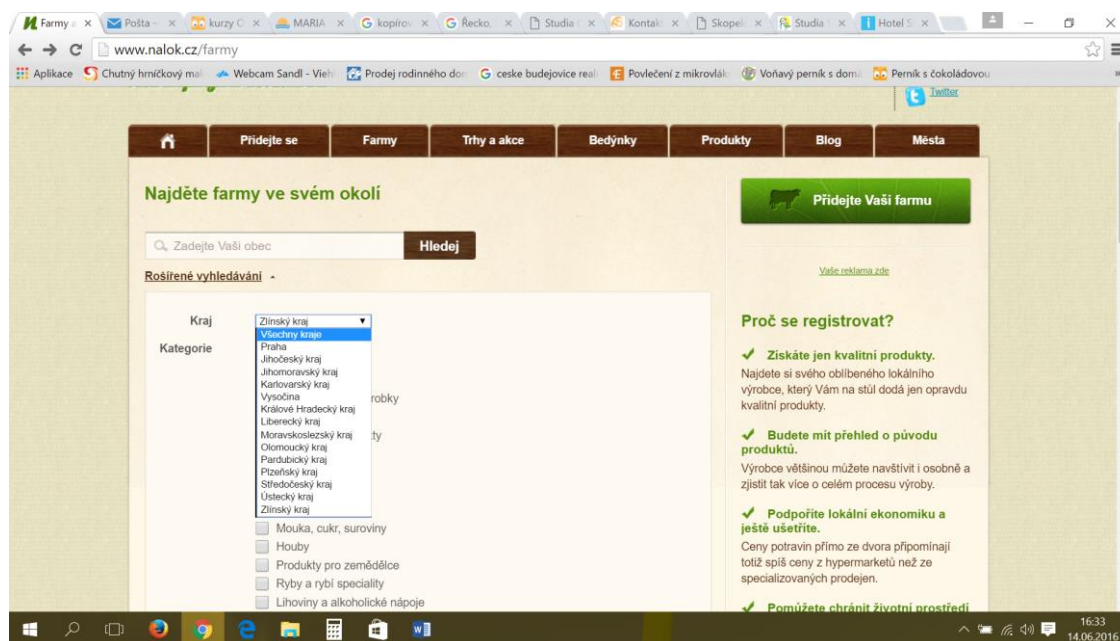 Farmy a
Pošta -
kurzy C
MARIA
kopírov
Řecko,
Studia (
Kontakt
Skopelo
Studia 1
Hotel S
www.nalok.cz/farmy
Aplikace
Chutný hrníčkový ma
Webcam Sandl - Vieh
Prodej rodinného dom
ceske budejovice reali
Povlečení z mikrovlák
Voňavý perník s domá
Perník s čokoládovou
Twitter
Přidejte se
Farmy
Trhy a akce
Bedýnky
Produkty
Blog
Města
Najděte farmy ve svém okolí
Zadejte Vaši obec
Hledej
Rošířené vyhledávání
Kraj
Zlínský kraj
Kategorie
Všechny kraje
Praha
Jihočeský kraj
Jihomoravský kraj
Karlovarský kraj
Vysočina
Králové Hradecký kraj
Liberecký kraj
Moravskoslezský kraj
Olomoucký kraj
Pardubický kraj
Plzeňský kraj
Středočeský kraj
Ústecký kraj
Zlínský kraj
robky
ty
Mouka, cukr, suroviny
Houby
Produkty pro zemědělce
Ryby a rybí speciality
Lihoviny a alkoholické nápoje
Přidejte Vaši farmu
Vaše reklama zde
Proč se registrovat?
Získáte jen kvalitní produkty.
Najdete si svého oblíbeného lokálního
výrobce, který Vám na stůl dodá jen opravdu
kvalitní produkty.
Budete mít přehled o původu
produktů.
Výrobce většinou můžete navštívit i osobně a
zjistit tak více o celém procesu výroby.
Podpoříte lokální ekonomiku a
ještě ušetříte.
Ceny potravin přímo ze dvora připomínají
totiž spíš ceny z hypermarketů než ze
specializovaných prodejen.
Pomůžete chránit životní prostředí
16:33
14.06.2016